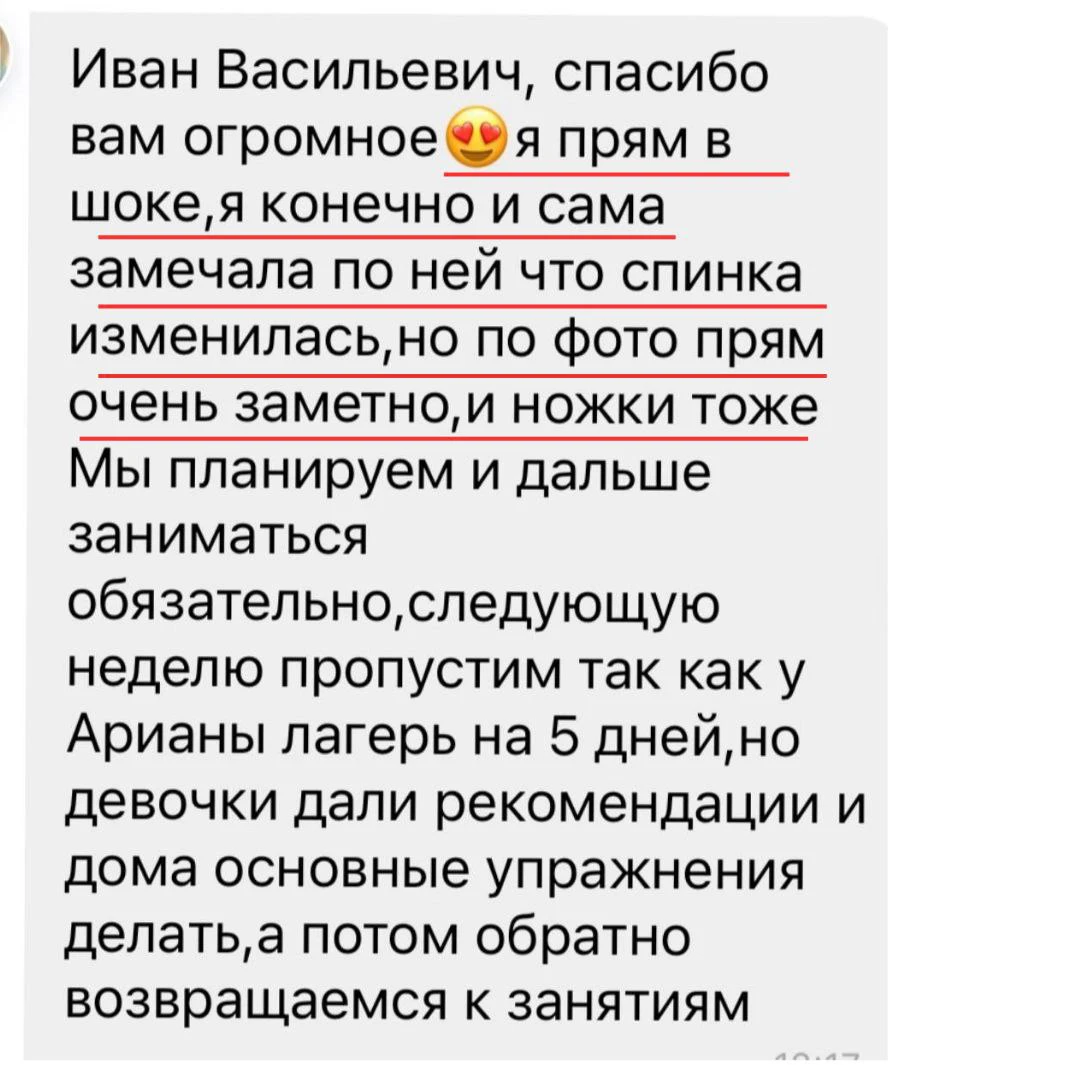 Иван Васильевич, спасибо
вам огромное😍я прям в
шоке,я конечно и сама
замечала по ней что спинка
изменилась,но по фото прям
очень заметно,и ножки тоже
Мы планируем и дальше
заниматься
обязательно,следующую
неделю пропустим так как у
Арианы лагерь на 5 дней,но
девочки дали рекомендации и
дома основные упражнения
делать,а потом обратно
возвращаемся к занятиям